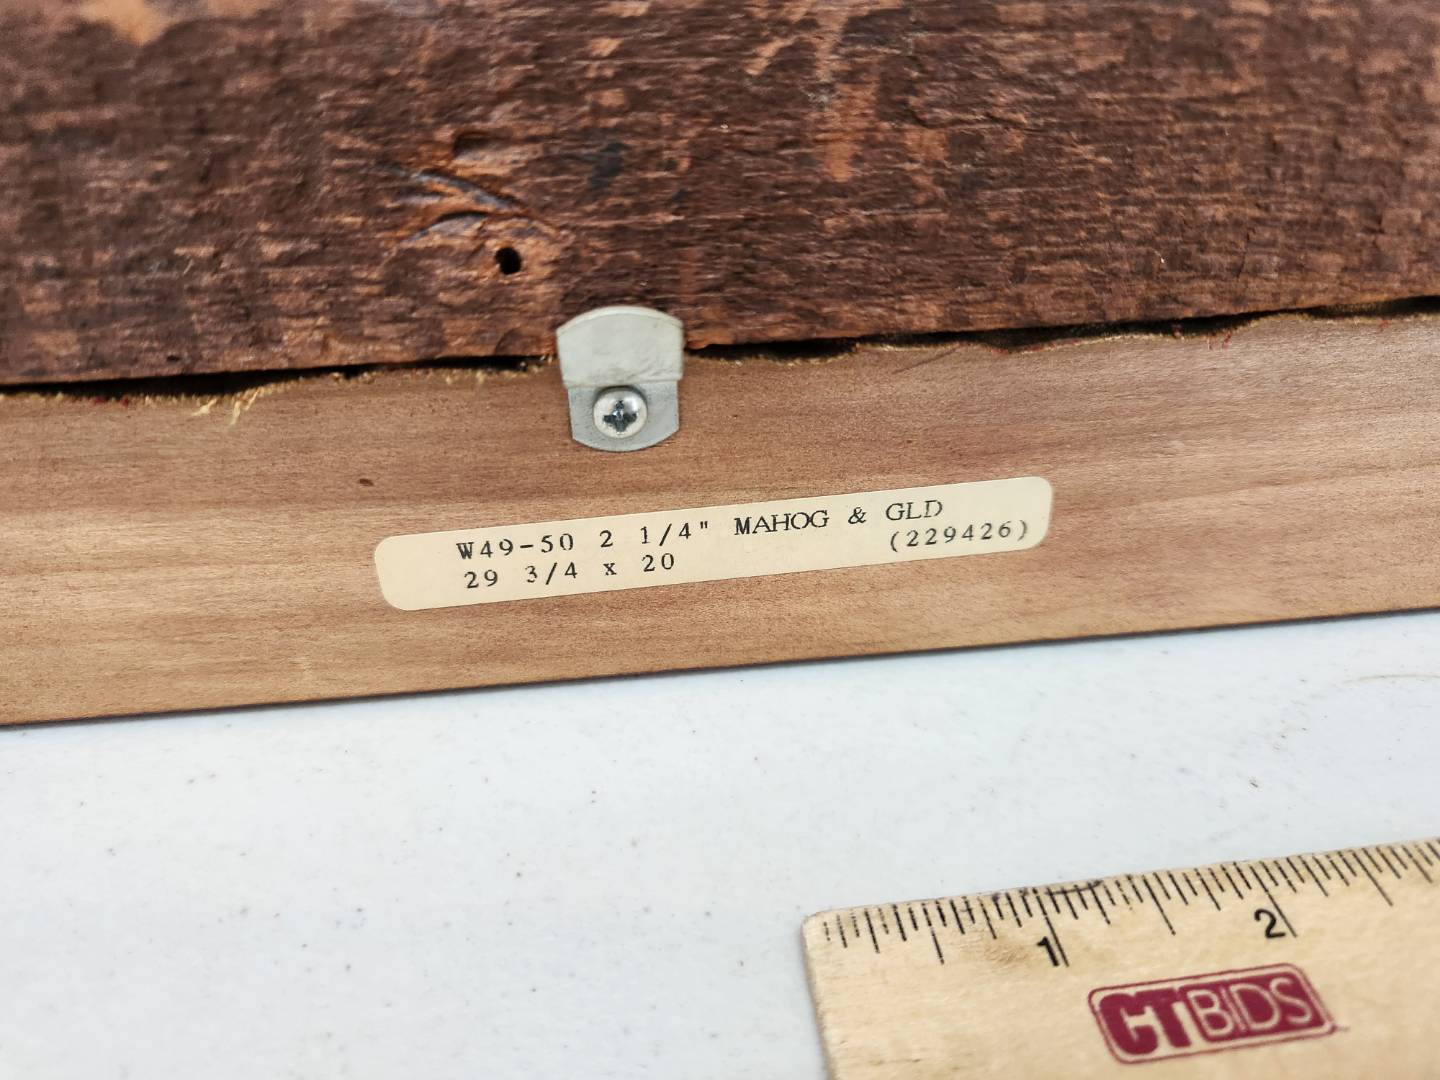 W49-50 2 1/4" MAHOG & GLD
29 3/4 x 20 (229426)
1 2
CTBIDS